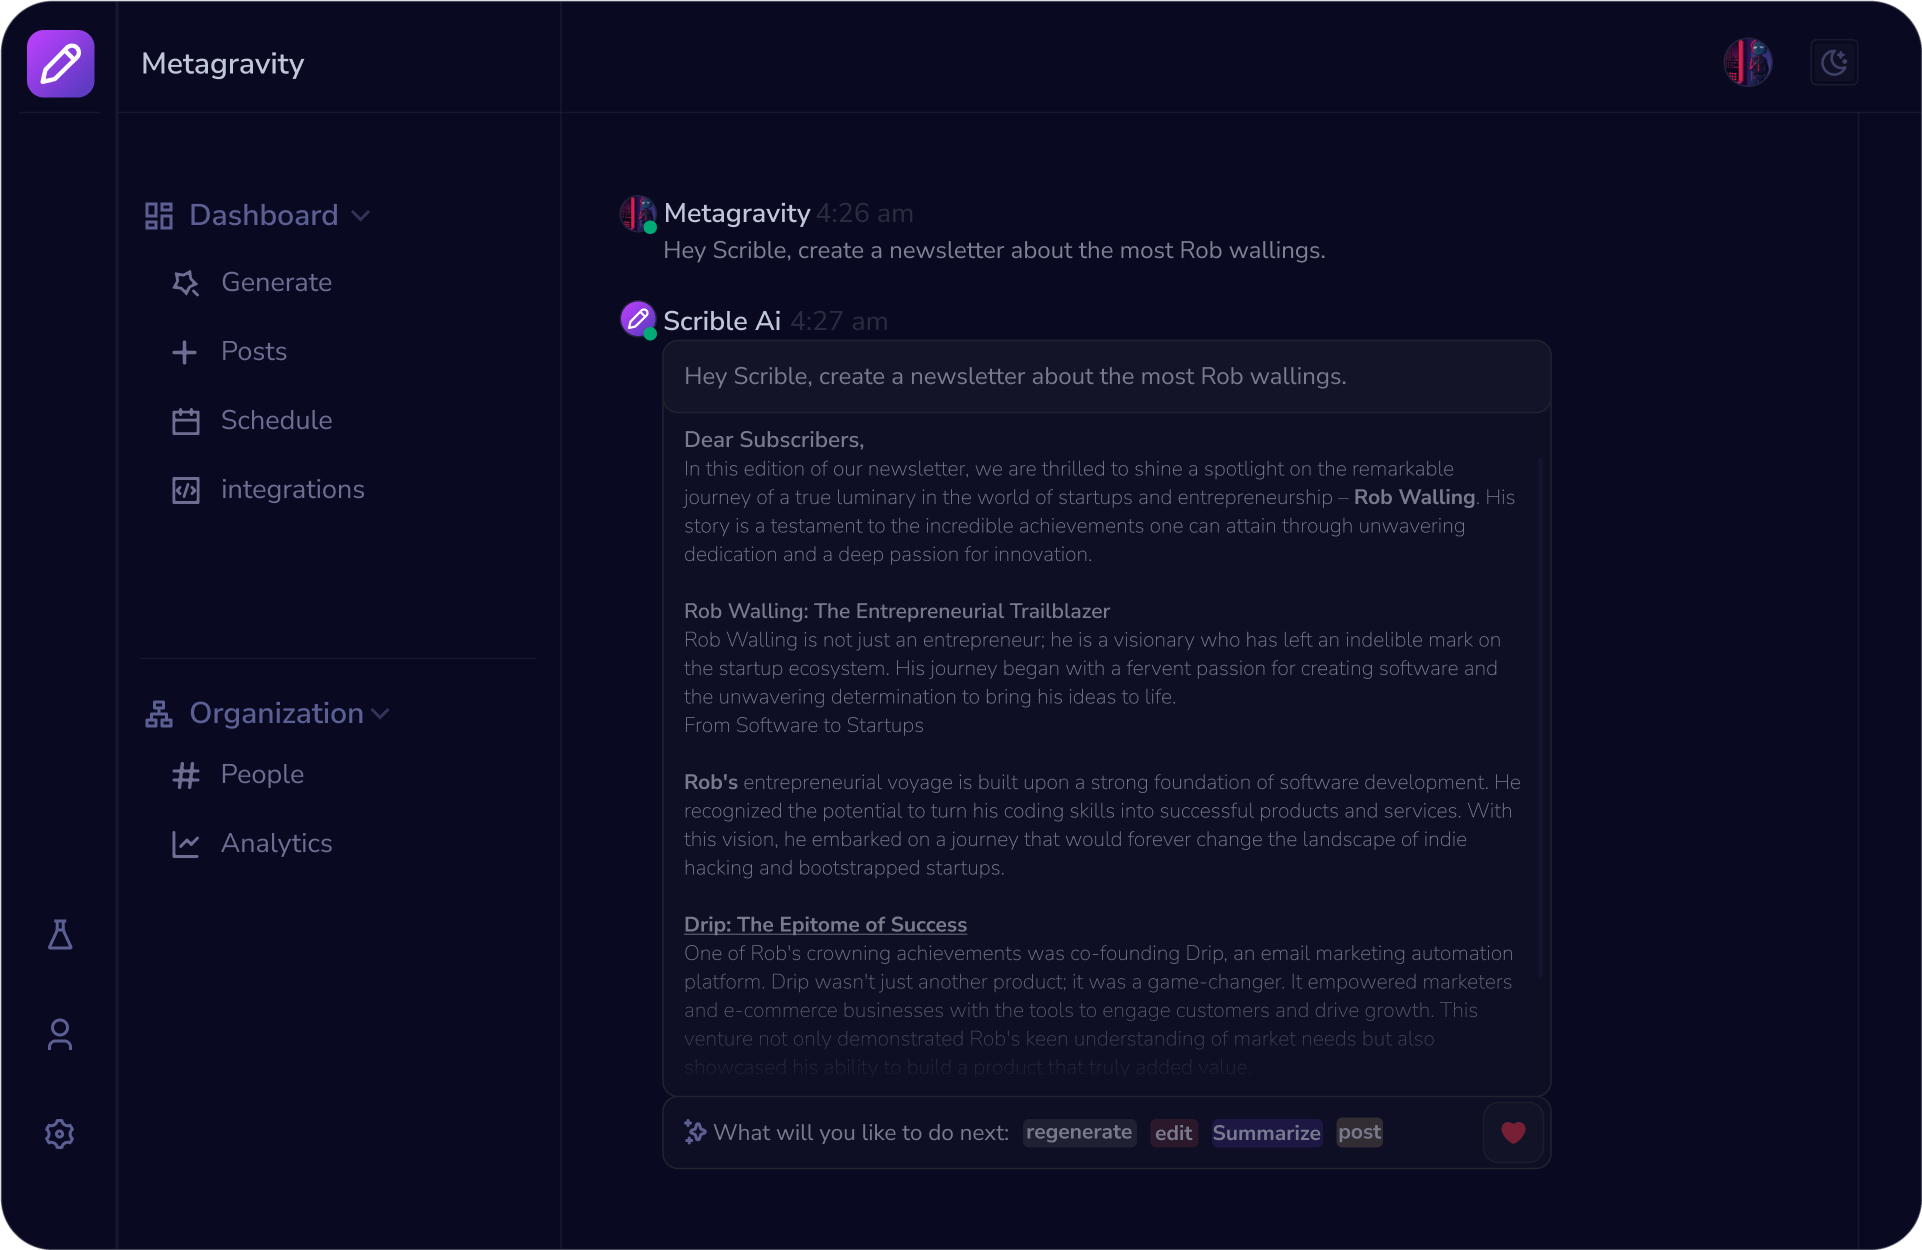 Metagravity
Dashboard
Generate
Posts
Schedule
integrations
Organization
People
Analytics
Metagravity 4:26 am
Hey Scrible, create a newsletter about the most Rob wallings.
Scrible Ai 4:27 am
Hey Scrible, create a newsletter about the most Rob wallings.
Dear Subscribers,
In this edition of our newsletter, we are thrilled to shine a spotlight on the remarkable
journey of a true luminary in the world of startups and entrepreneurship – Rob Walling. His
story is a testament to the incredible achievements one can attain through unwavering
dedication and a deep passion for innovation.
Rob Walling: The Entrepreneurial Trailblazer
Rob Walling is not just an entrepreneur; he is a visionary who has left an indelible mark on
the startup ecosystem. His journey began with a fervent passion for creating software and
the unwavering determination to bring his ideas to life.
From Software to Startups
Rob's entrepreneurial voyage is built upon a strong foundation of software development. He
recognized the potential to turn his coding skills into successful products and services. With
this vision, he embarked on a journey that would forever change the landscape of indie
hacking and bootstrapped startups.
Drip: The Epitome of Success
One of Rob's crowning achievements was co-founding Drip, an email marketing automation
platform. Drip wasn't just another product; it was a game-changer. It empowered marketers
and e-commerce businesses with the tools to engage customers and drive growth. This
venture not only demonstrated Rob's keen understanding of market needs but also
showcased his ability to build a product that truly added value.
What will you like to do next: regenerate edit Summarize post